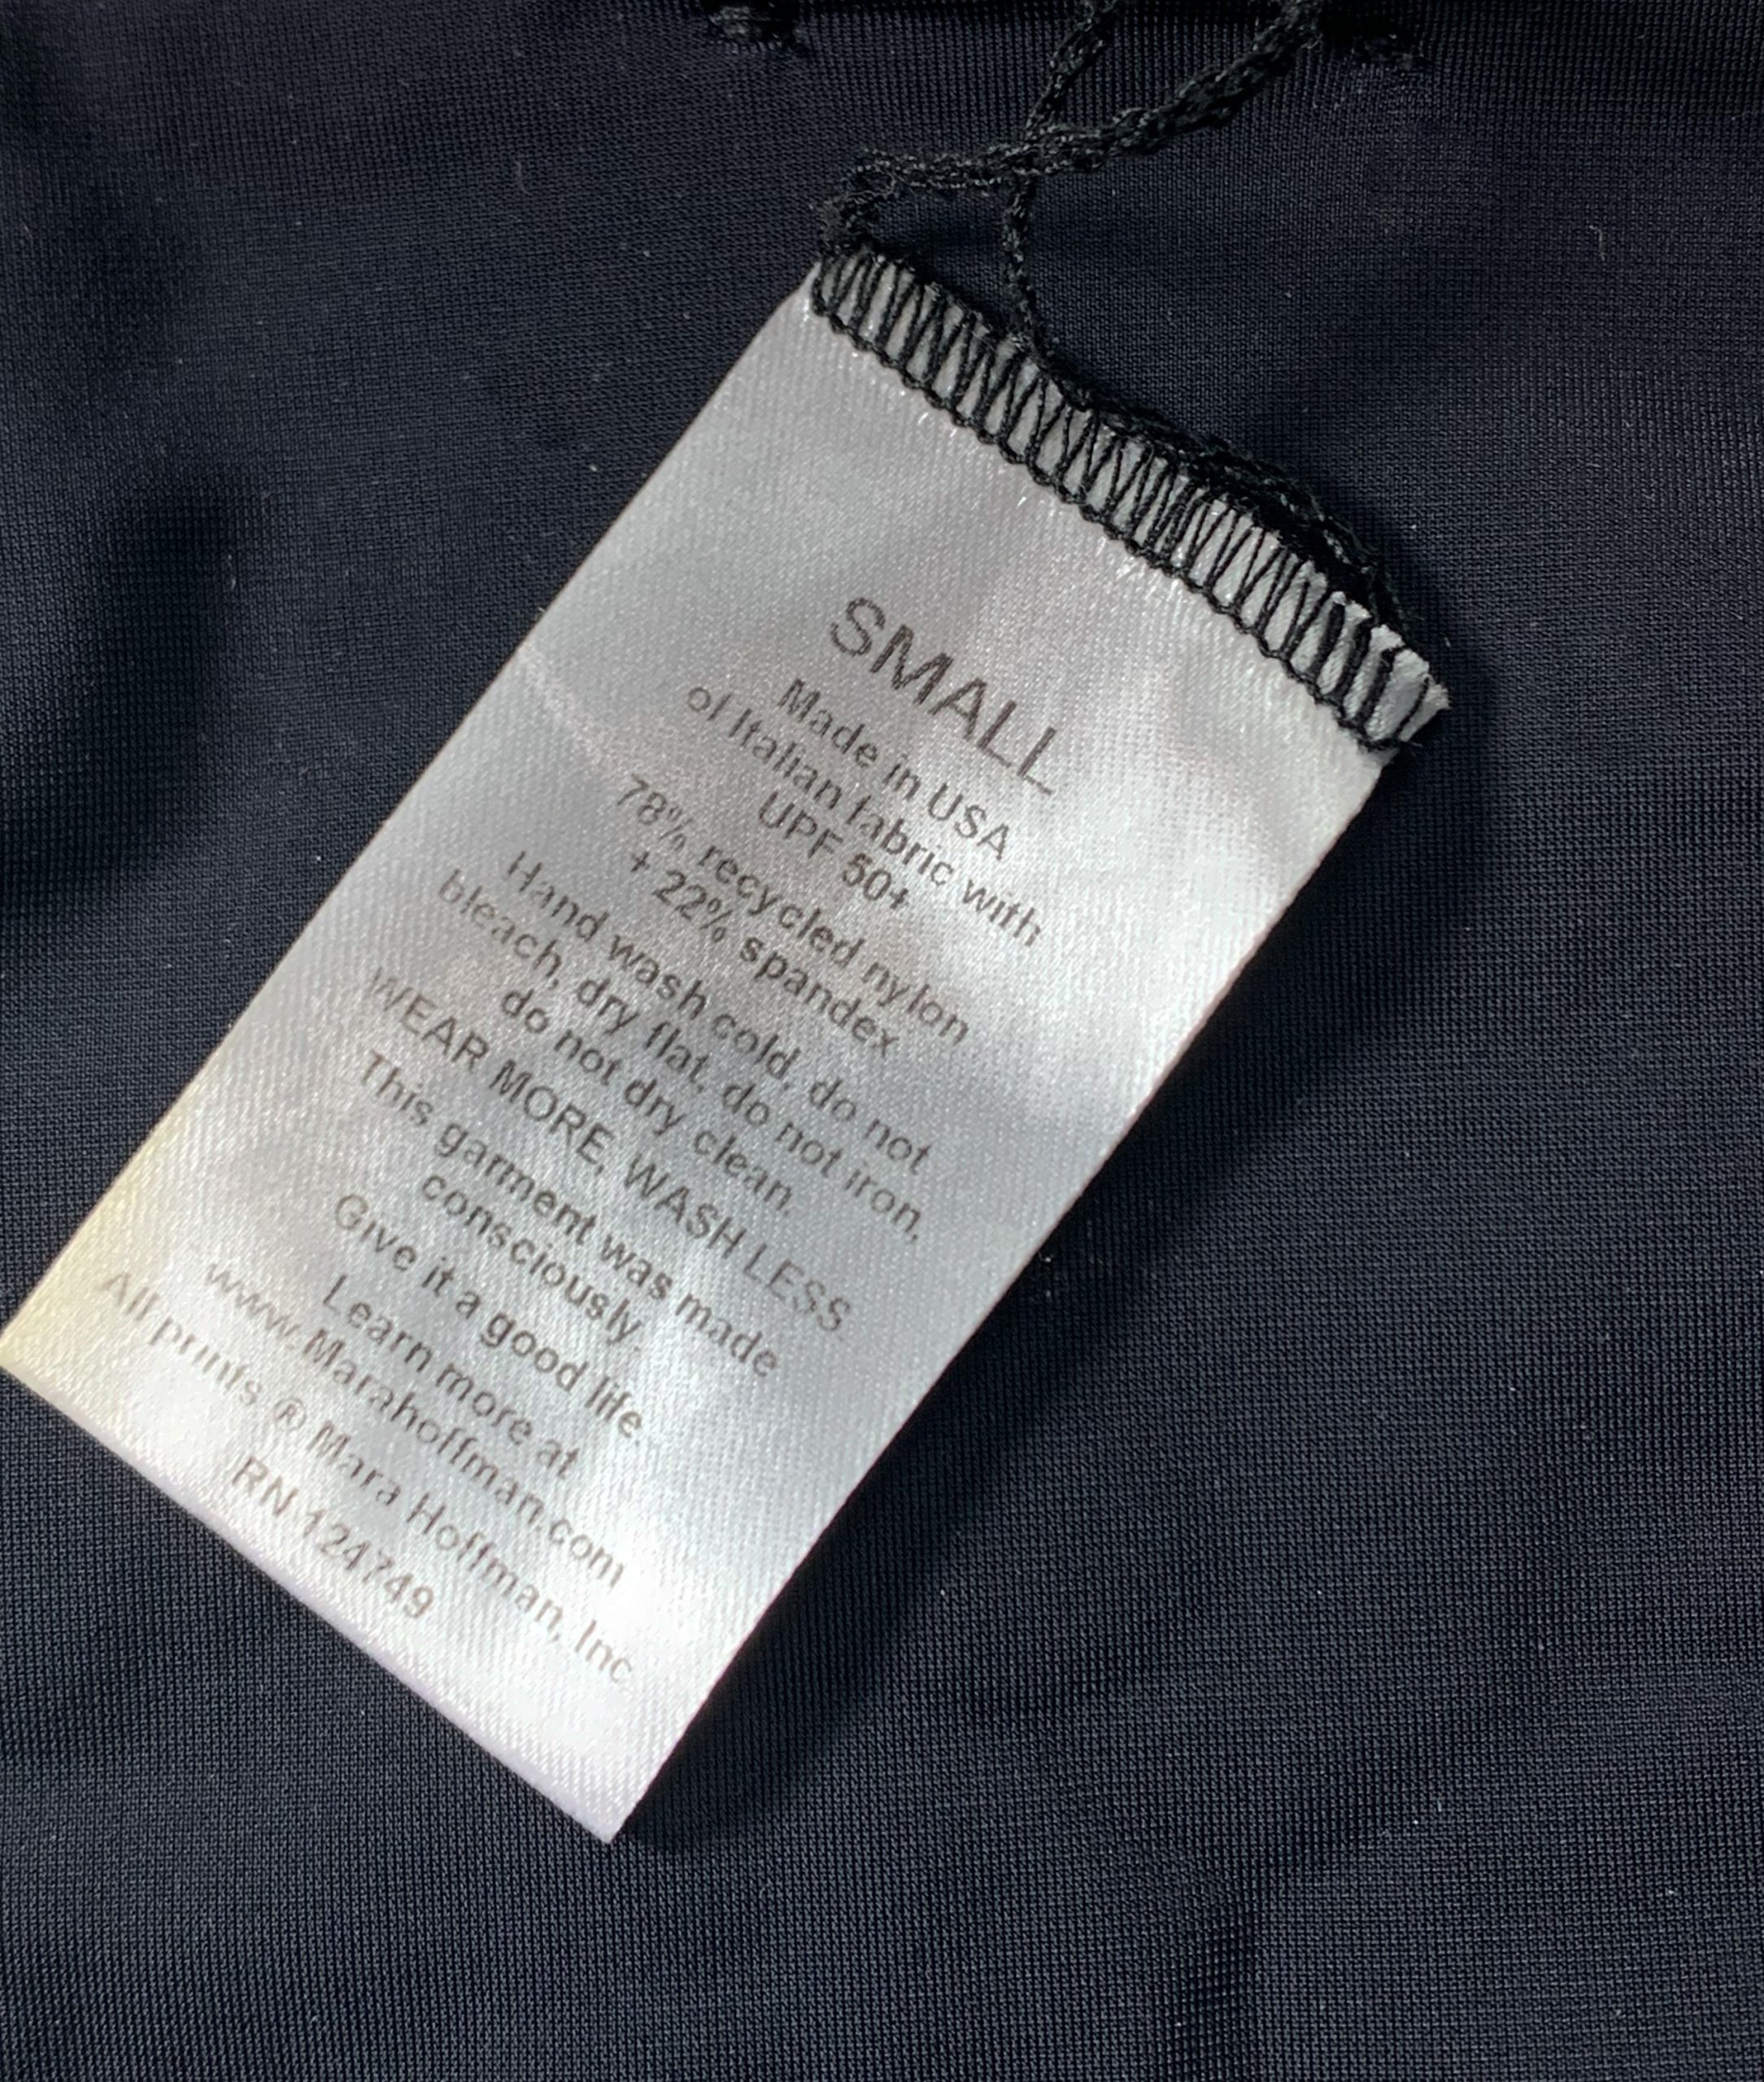 SMALL
Made in USA
of Italian fabric with
UPF 50+
78% recycled nylon
+ 22% spandex
Hand wash cold, do not
bleach, dry flat, do not iron,
do not dry clean.
WEAR MORE, WASH LESS.
This garment was made
consciously.
Give it a good life.
Learn more at
www.Marahoffman.com
All prints ® Mara Hoffman, Inc
RN 124749